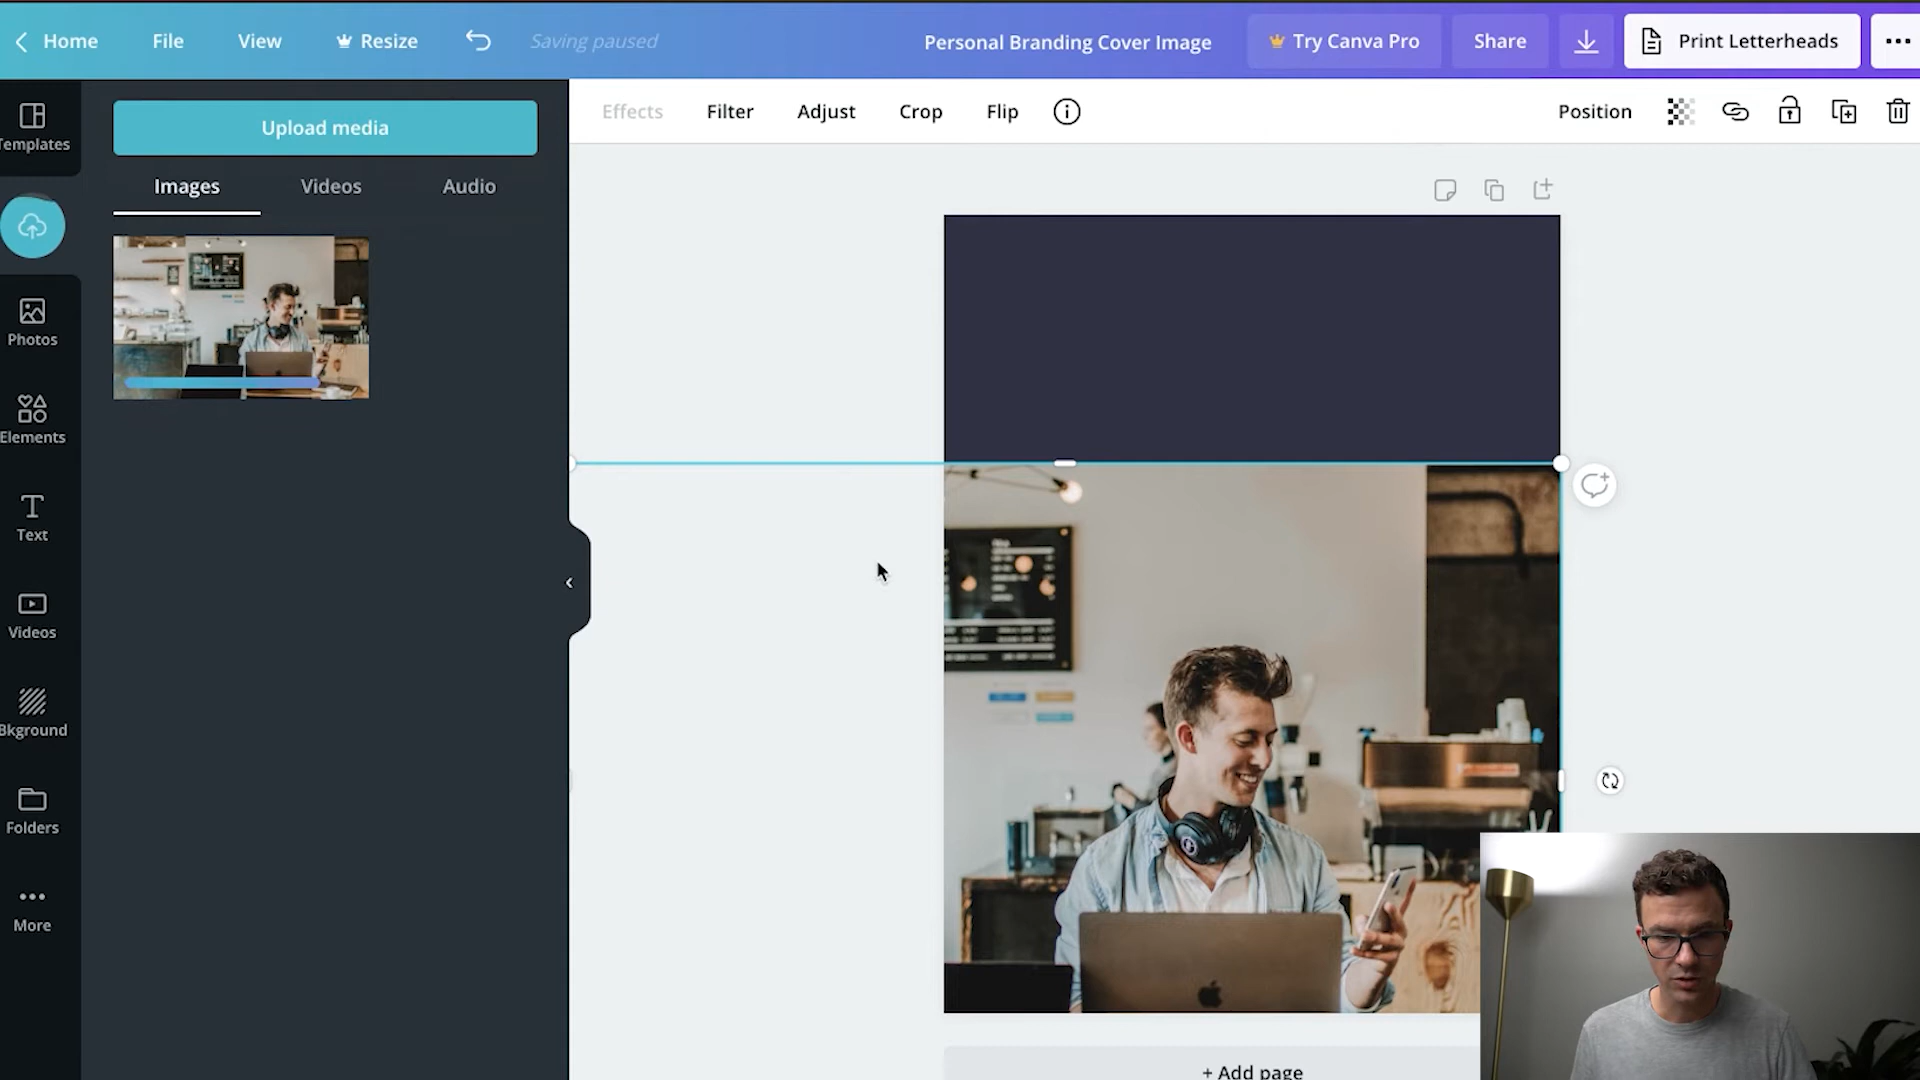 Home File View Resize Saving paused Personal Branding Cover Image Try Canva Pro Share Print Letterheads
Effects Filter Adjust Crop Flip Position
Upload media
Images Videos Audio
Templates
Photos
Elements
Text
Videos
Bkground
Folders
More
+ Add page